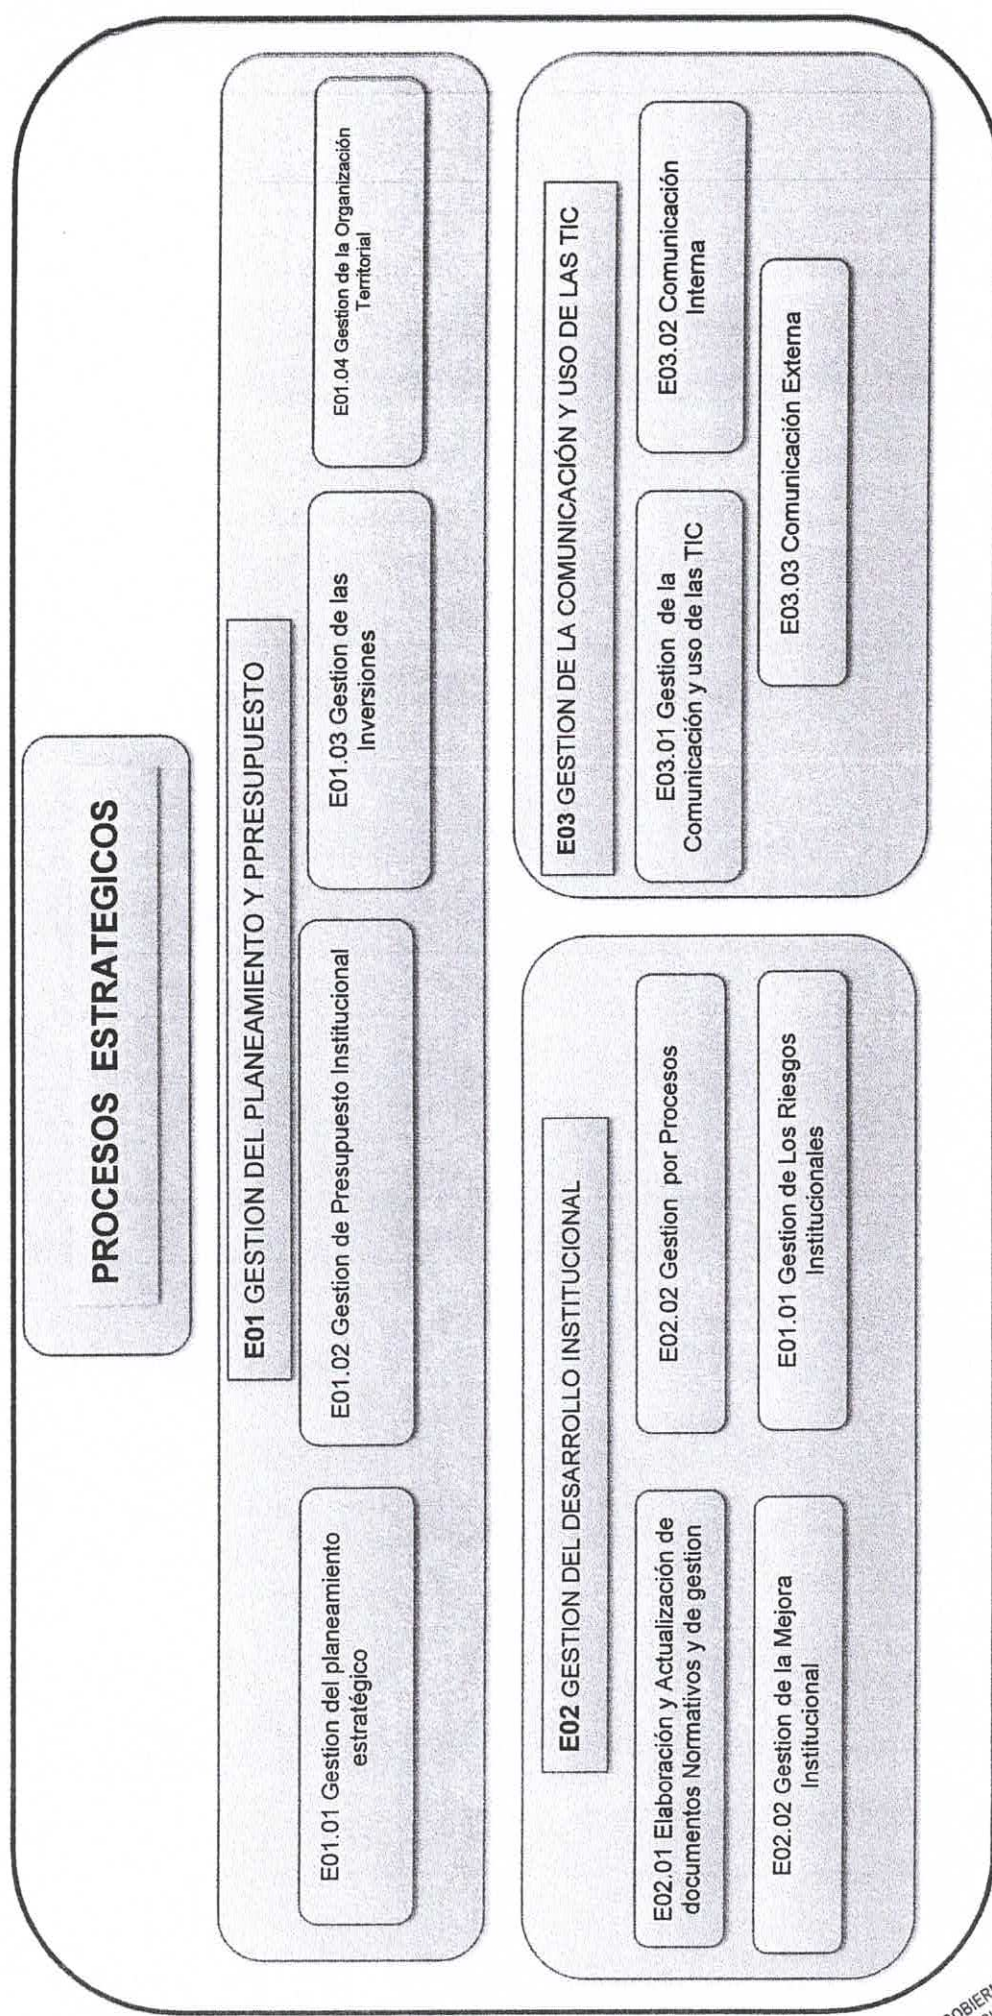 PROCESOS ESTRATEGICOS
E01 GESTION DEL PLANEAMIENTO Y PPRESUPUESTO
E01.01 Gestion del planeamiento
estratégico
E01.02 Gestion de Presupuesto Institucional
E01.03 Gestion de las
Inversiones
E01.04 Gestion de la Organización
Territorial
E02 GESTION DEL DESARROLLO INSTITUCIONAL
E02.01 Elaboración y Actualización de
documentos Normativos y de gestion
E02.02 Gestion por Procesos
E02.02 Gestion de la Mejora
Institucional
E01.01 Gestion de Los Riesgos
Institucionales
E03 GESTION DE LA COMUNICACIÓN Y USO DE LAS TIC
E03.01 Gestion de la
Comunicación y uso de las TIC
E03.02 Comunicación
Interna
E03.03 Comunicación Externa